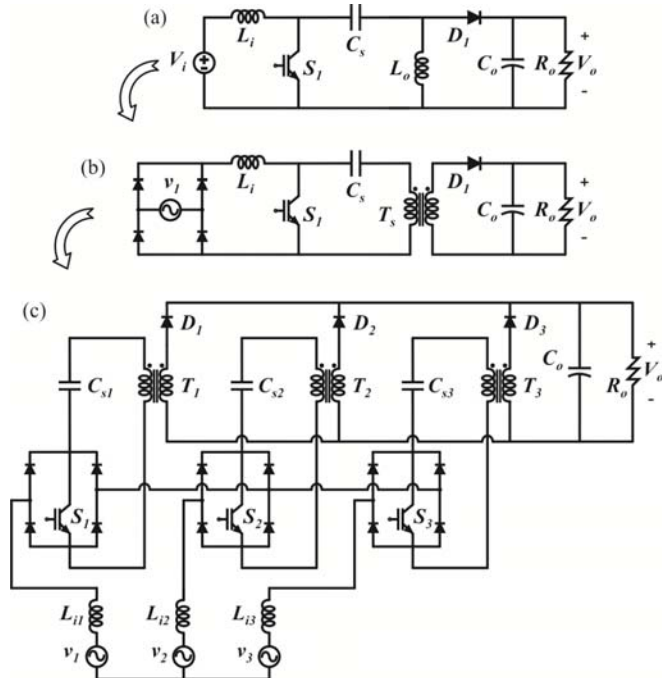 (a)
V_i
L_i
S_1
C_s
L_o
D_1
C_o
R_o
+
V_o
-
(b)
v_1
L_i
S_1
C_s
T_s
D_1
C_o
R_o
+
V_o
-
(c)
D_1
D_2
D_3
C_s1
T_1
C_s2
T_2
C_s3
T_3
C_o
R_o
+
V_o
-
S_1
S_2
S_3
L_i1
L_i2
L_i3
v_1
v_2
v_3